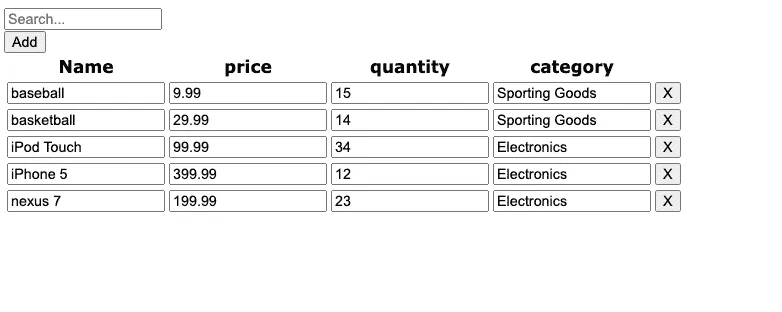 Search...
Add
Name price quantity category
baseball 9.99 15 Sporting Goods X
basketball 29.99 14 Sporting Goods X
iPod Touch 99.99 34 Electronics X
iPhone 5 399.99 12 Electronics X
nexus 7 199.99 23 Electronics X